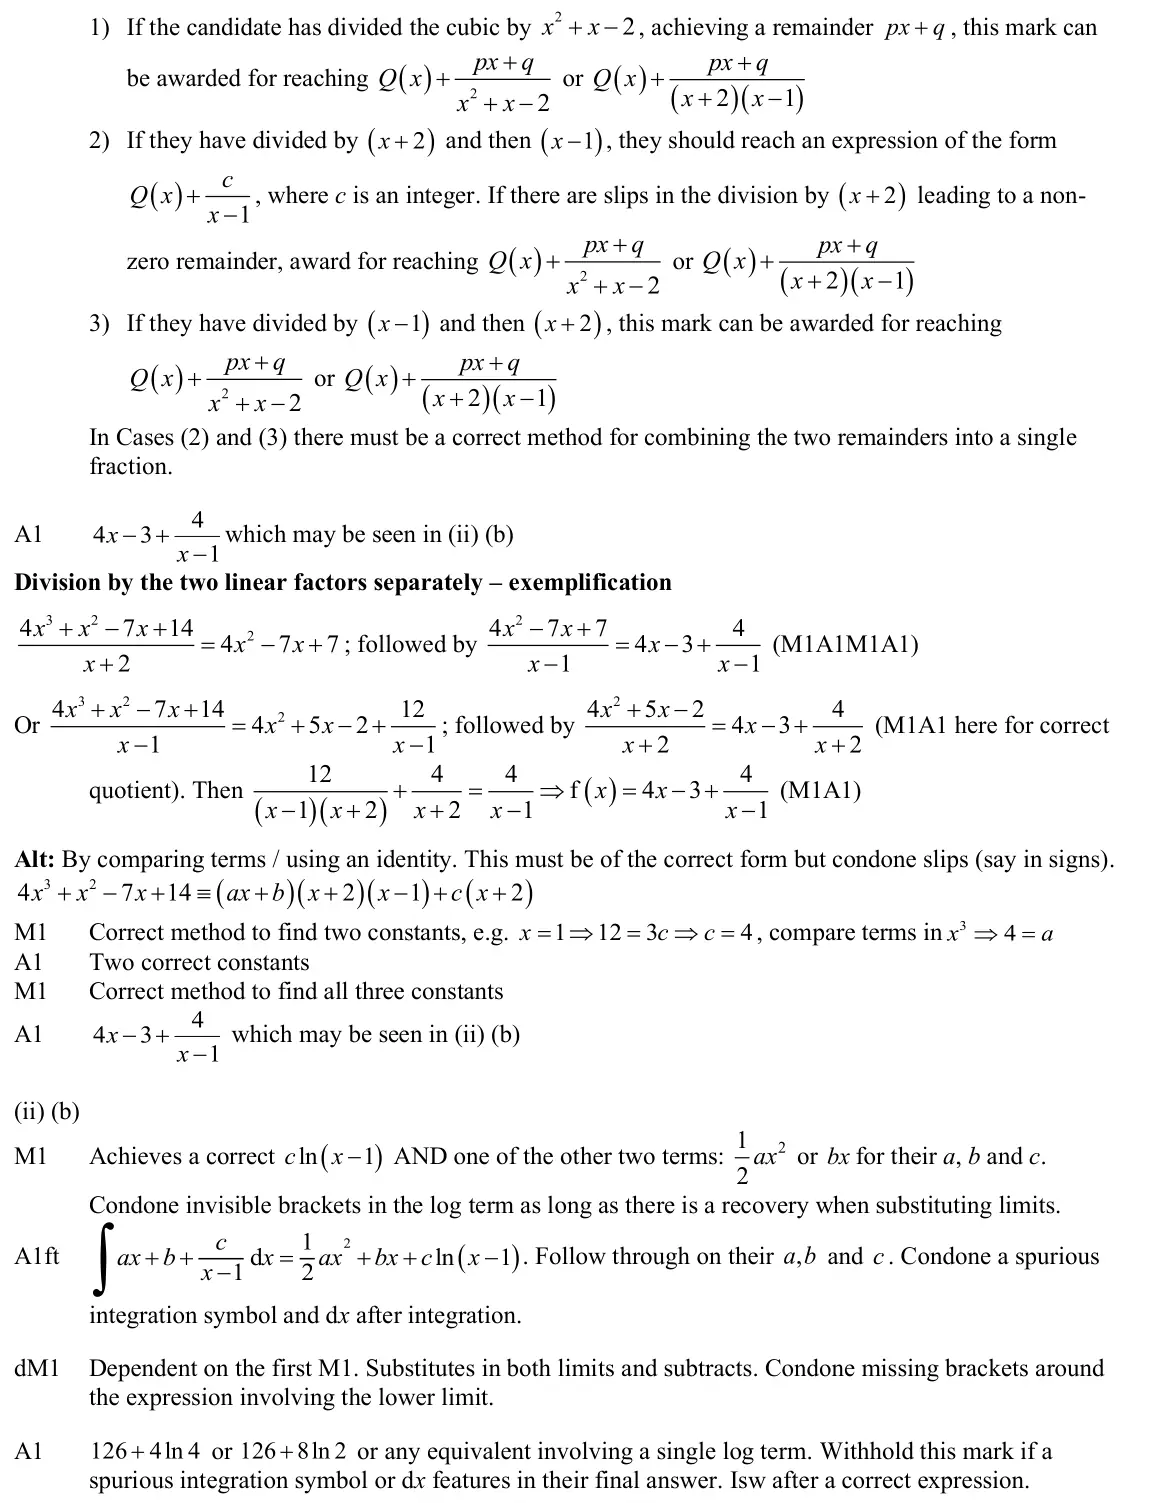 1) If the candidate has divided the cubic by x² + x − 2, achieving a remainder px + q, this mark can
be awarded for reaching Q(x) + (px + q)/(x² + x − 2) or Q(x) + (px + q)/((x + 2)(x − 1))
2) If they have divided by (x + 2) and then (x − 1), they should reach an expression of the form
Q(x) + c/(x − 1), where c is an integer. If there are slips in the division by (x + 2) leading to a non-
zero remainder, award for reaching Q(x) + (px + q)/(x² + x − 2) or Q(x) + (px + q)/((x + 2)(x − 1))
3) If they have divided by (x − 1) and then (x + 2), this mark can be awarded for reaching
Q(x) + (px + q)/(x² + x − 2) or Q(x) + (px + q)/((x + 2)(x − 1))
In Cases (2) and (3) there must be a correct method for combining the two remainders into a single
fraction.
A1 4x − 3 + 4/(x − 1) which may be seen in (ii) (b)
Division by the two linear factors separately – exemplification
(4x³ + x² − 7x + 14)/(x + 2) = 4x² − 7x + 7; followed by (4x² − 7x + 7)/(x − 1) = 4x − 3 + 4/(x − 1) (M1A1M1A1)
Or (4x³ + x² − 7x + 14)/(x − 1) = 4x² + 5x − 2 + 12/(x − 1); followed by (4x² + 5x − 2)/(x + 2) = 4x − 3 + 4/(x + 2) (M1A1 here for correct
quotient). Then 12/((x − 1)(x + 2)) + 4/(x + 2) = 4/(x − 1) ⇒ f(x) = 4x − 3 + 4/(x − 1) (M1A1)
Alt: By comparing terms / using an identity. This must be of the correct form but condone slips (say in signs).
4x³ + x² − 7x + 14 ≡ (ax + b)(x + 2)(x − 1) + c(x + 2)
M1 Correct method to find two constants, e.g. x = 1 ⇒ 12 = 3c ⇒ c = 4, compare terms in x³ ⇒ 4 = a
A1 Two correct constants
M1 Correct method to find all three constants
A1 4x − 3 + 4/(x − 1) which may be seen in (ii) (b)
(ii) (b)
M1 Achieves a correct c ln(x − 1) AND one of the other two terms: 1/2 ax² or bx for their a, b and c.
Condone invisible brackets in the log term as long as there is a recovery when substituting limits.
A1ft ∫ ax + b + c/(x − 1) dx = 1/2 ax² + bx + c ln(x − 1). Follow through on their a,b and c. Condone a spurious
integration symbol and dx after integration.
dM1 Dependent on the first M1. Substitutes in both limits and subtracts. Condone missing brackets around
the expression involving the lower limit.
A1 126 + 4 ln 4 or 126 + 8 ln 2 or any equivalent involving a single log term. Withhold this mark if a
spurious integration symbol or dx features in their final answer. Isw after a correct expression.